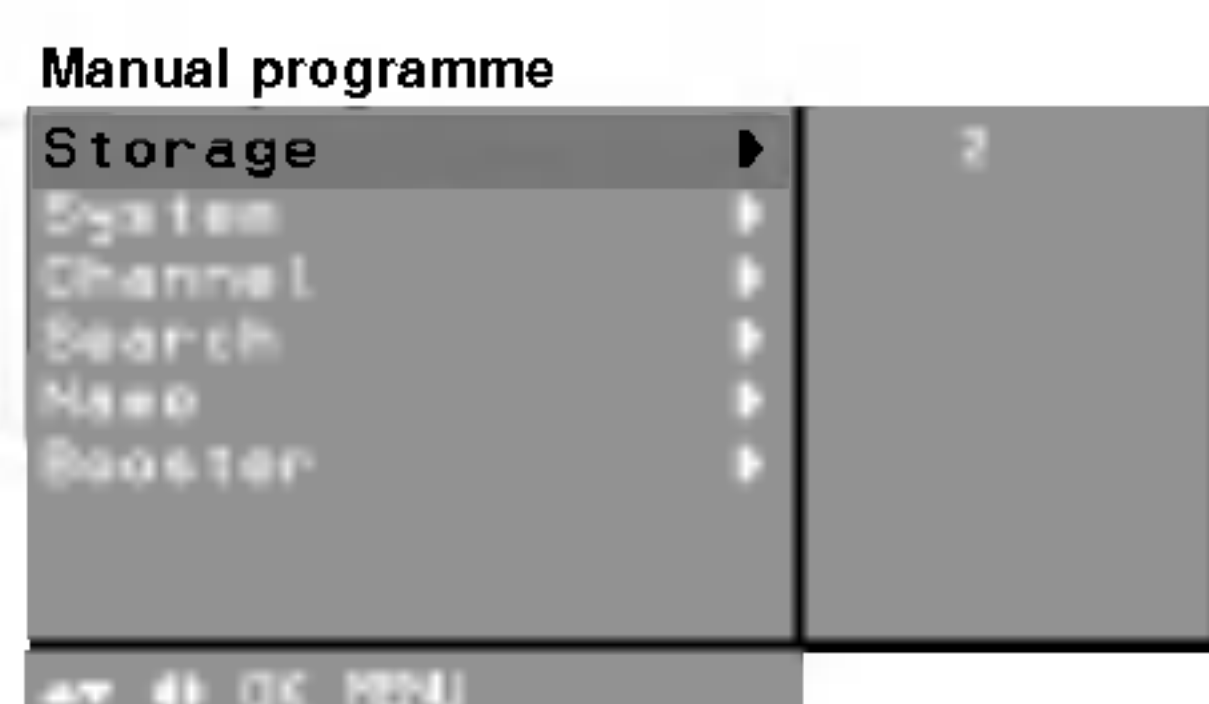 Manual programme
Storage 2
System
Channel
Search
Name
Booster
OK MENU